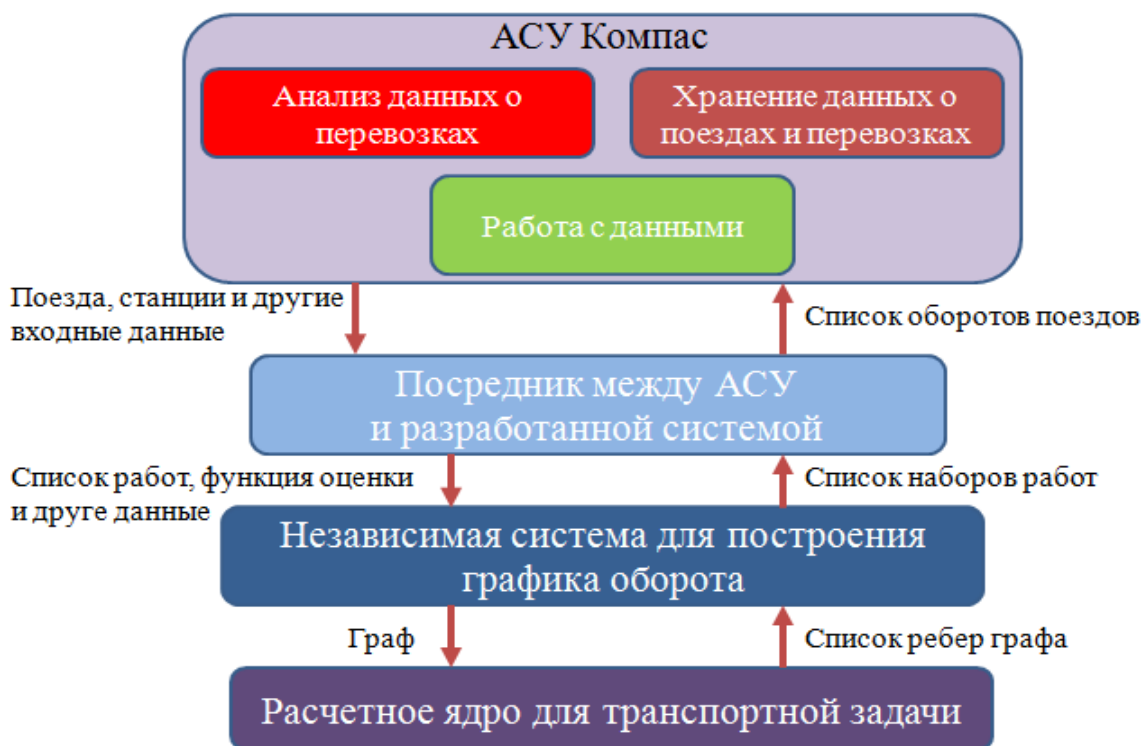 АСУ Компас
Анализ данных о
перевозках
Хранение данных о
поездах и перевозках
Работа с данными
Поезда, станции и другие
входные данные
Список оборотов поездов
Посредник между АСУ
и разработанной системой
Список работ, функция оценки
и друге данные
Список наборов работ
Независимая система для построения
графика оборота
Граф
Список ребер графа
Расчетное ядро для транспортной задачи